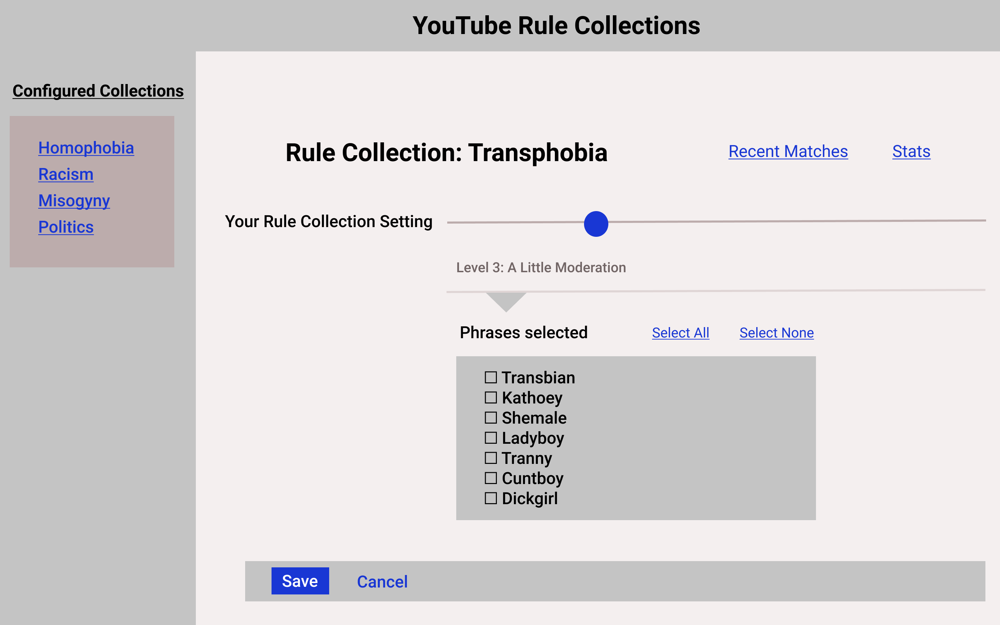 YouTube Rule Collections
Configured Collections
Homophobia
Racism
Misogyny
Politics
Rule Collection: Transphobia
Recent Matches
Stats
Your Rule Collection Setting
Level 3: A Little Moderation
Phrases selected
Select All
Select None
Transbian
Kathoey
Shemale
Ladyboy
Tranny
Cuntboy
Dickgirl
Save
Cancel